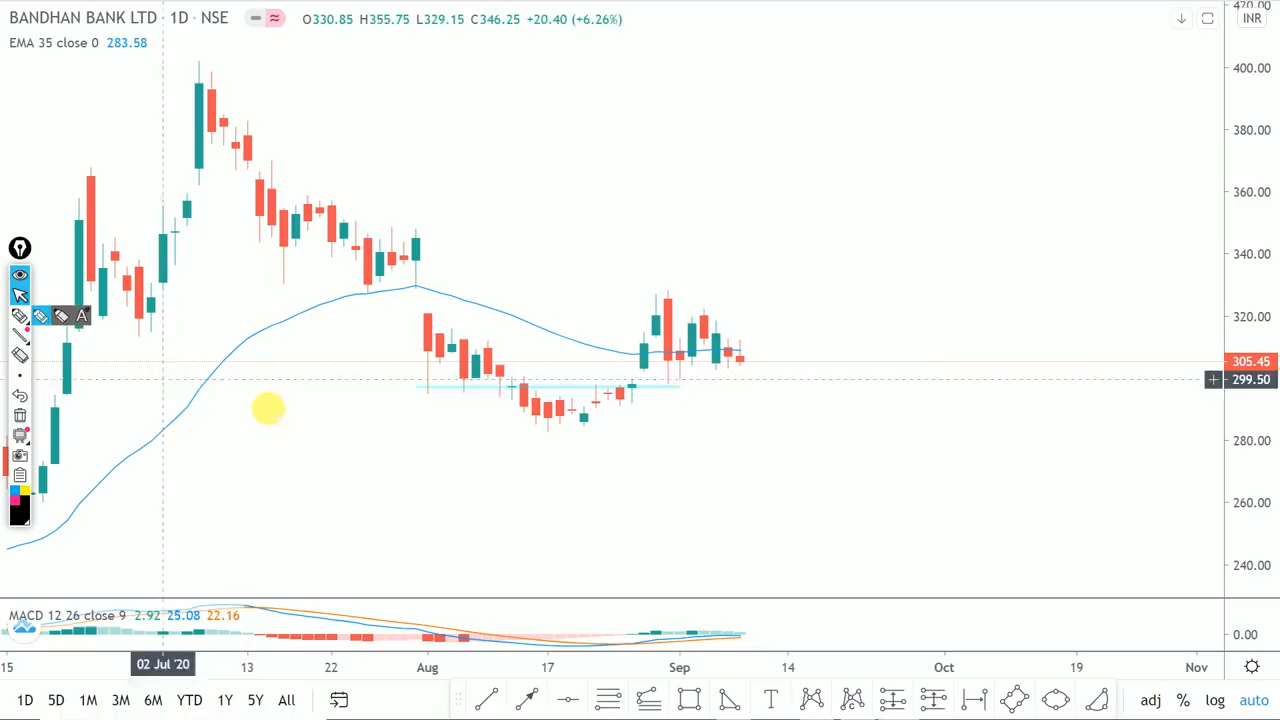 BANDHAN BANK LTD · 1D · NSE O330.85 H355.75 L329.15 C346.25 +20.40 (+6.26%)
INR
EMA 35 close 0 283.58
420.00
400.00
380.00
360.00
340.00
320.00
305.45
299.50
280.00
260.00
240.00
A
MACD 12 26 close 9 2.92 25.08 22.16
0.00
15 02 Jul '20 13 22 Aug 17 Sep 14 Oct 19 Nov
1D 5D 1M 3M 6M YTD 1Y 5Y All T adj % log auto